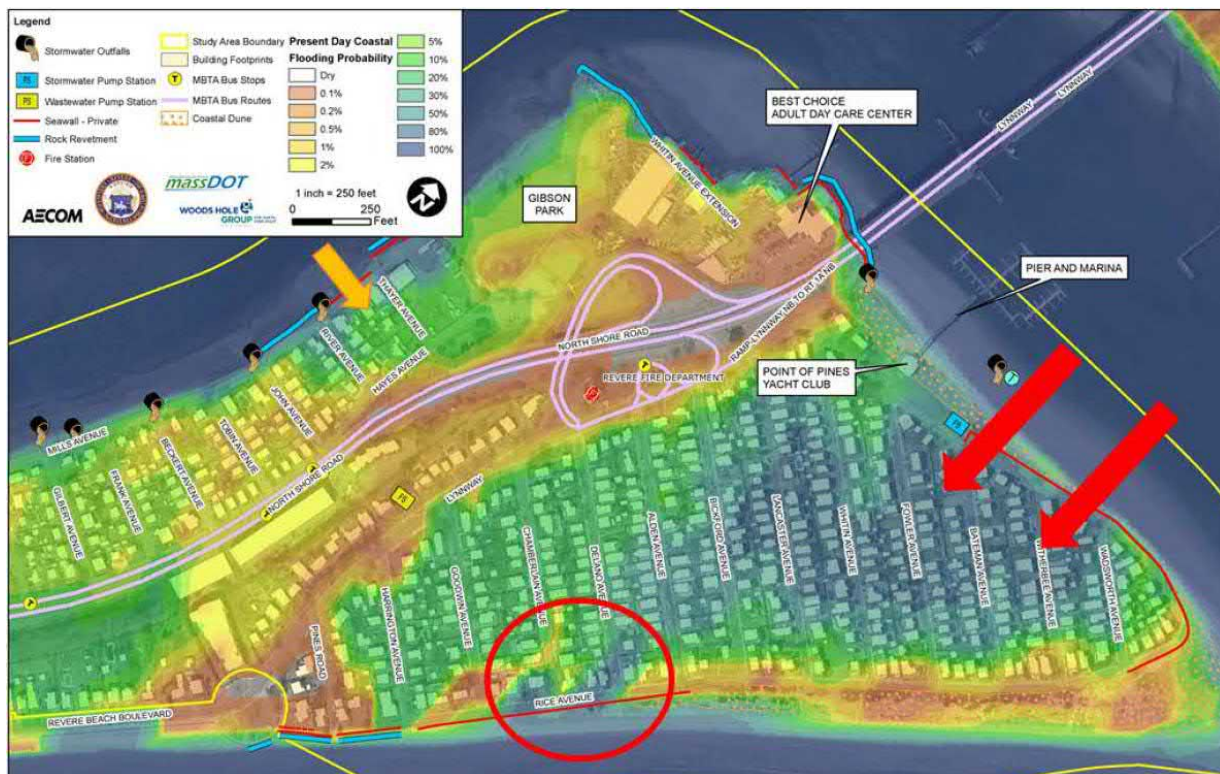 Legend
Stormwater Outfalls
Stormwater Pump Station
Wastewater Pump Station
Seawall - Private
Rock Revetment
Fire Station
Study Area Boundary
Building Footprints
MBTA Bus Stops
MBTA Bus Routes
Coastal Dune
Present Day Coastal
Flooding Probability
Dry
0.1%
0.2%
0.5%
1%
2%
5%
10%
20%
30%
50%
80%
100%
PS
PS
T
AECOM
massDOT
WOODS HOLE
GROUP
1 inch = 250 feet
0 250
Feet
N
LYNNWAY
LYNNWAY
BEST CHOICE
ADULT DAY CARE CENTER
WHITIN AVENUE EXTENSION
GIBSON
PARK
PIER AND MARINA
THAYER AVENUE
RIVER AVENUE
HAYES AVENUE
NORTH SHORE ROAD
RAMP-LYNNWAY NB TO RT 1A NB
REVERE FIRE DEPARTMENT
POINT OF PINES
YACHT CLUB
PS
JOHN AVENUE
TOBIN AVENUE
BECKERT AVENUE
FRANK AVENUE
MILLS AVENUE
GILBERT AVENUE
NORTH SHORE ROAD
LYNNWAY
PS
PINES ROAD
HARRINGTON AVENUE
GOODWIN AVENUE
CHAMBERLAIN AVENUE
DELANO AVENUE
ALDEN AVENUE
BICKFORD AVENUE
LANCASTER AVENUE
WHITIN AVENUE
FOWLER AVENUE
BATEMAN AVENUE
AVENUE
WADSWORTH AVENUE
RICE AVENUE
REVERE BEACH BOULEVARD